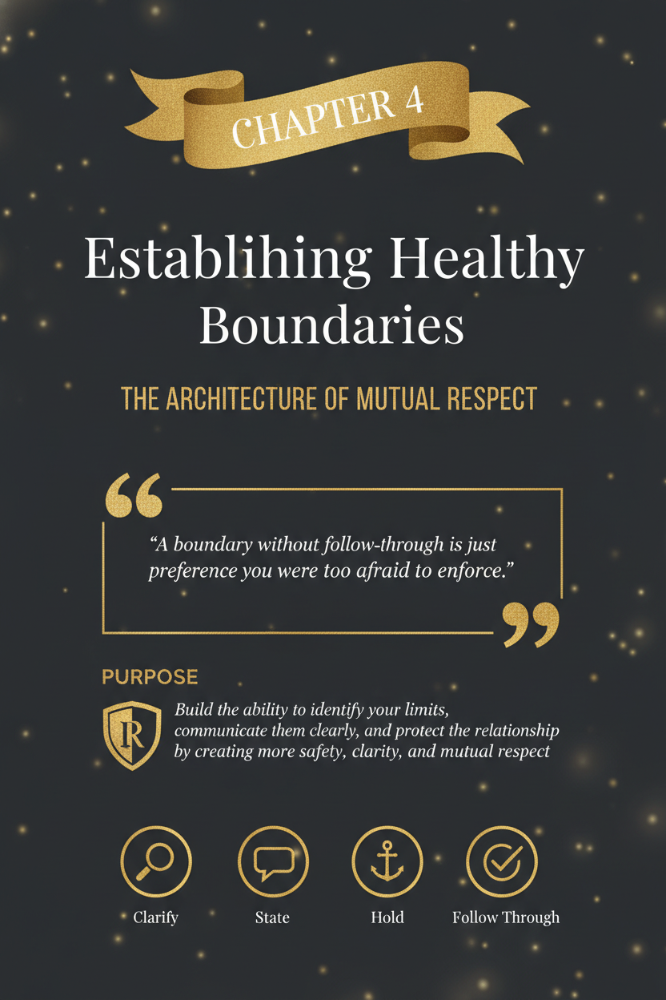 CHAPTER 4
Establihing Healthy
Boundaries
THE ARCHITECTURE OF MUTUAL RESPECT
“A boundary without follow-through is just
preference you were too afraid to enforce.”
PURPOSE
R
Build the ability to identify your limits,
communicate them clearly, and protect the relationship
by creating more safety, clarity, and mutual respect
Clarify
State
Hold
Follow Through